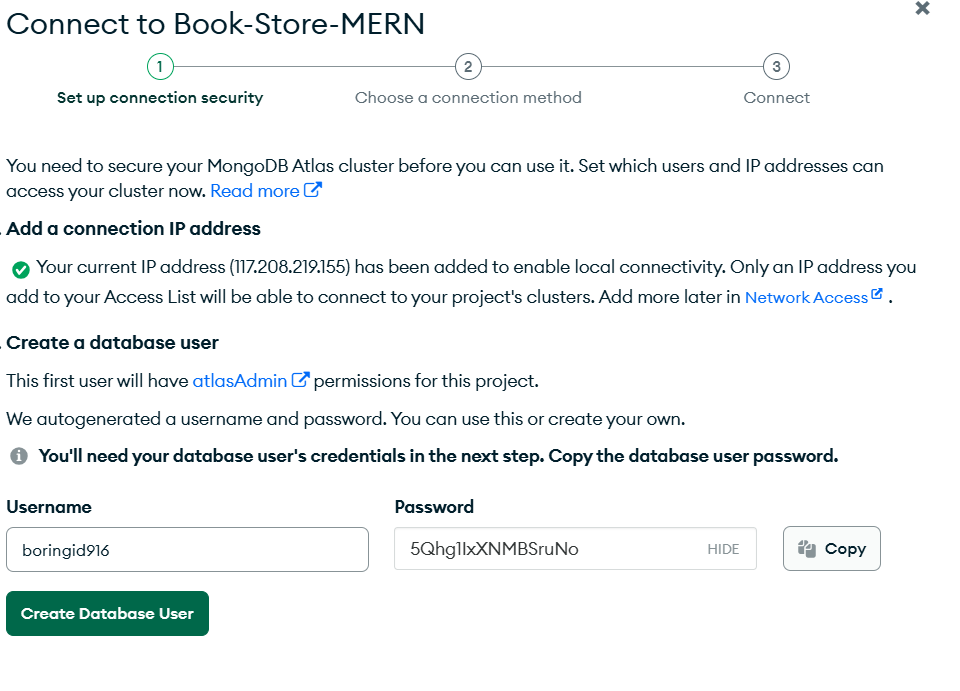 Connect to Book-Store-MERN
1
2
3
Set up connection security
Choose a connection method
Connect
You need to secure your MongoDB Atlas cluster before you can use it. Set which users and IP addresses can
access your cluster now. Read more
. Add a connection IP address
Your current IP address (117.208.219.155) has been added to enable local connectivity. Only an IP address you
add to your Access List will be able to connect to your project's clusters. Add more later in Network Access .
. Create a database user
This first user will have atlasAdmin permissions for this project.
We autogenerated a username and password. You can use this or create your own.
You'll need your database user's credentials in the next step. Copy the database user password.
Username
Password
boringid916
5Qhg1IxXNMBSruNo
HIDE
Copy
Create Database User